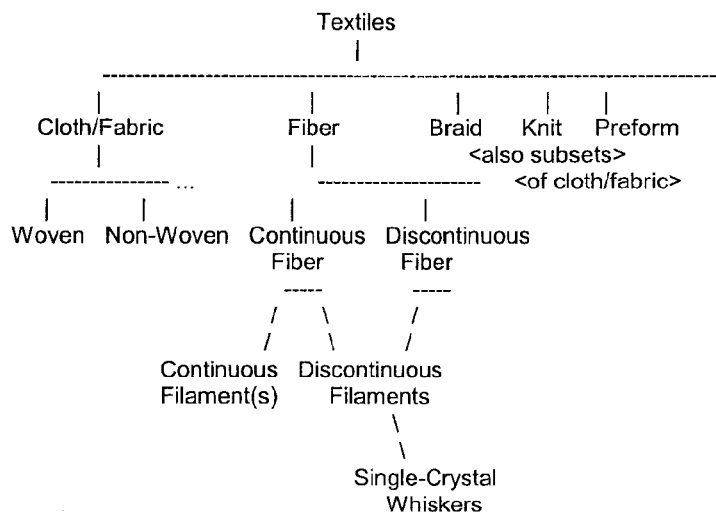 Textiles
Cloth/Fabric Fiber Braid Knit Preform
<also subsets>
... <of cloth/fabric>
Woven Non-Woven Continuous Discontinuous
Fiber Fiber
Continuous Discontinuous
Filament(s) Filaments
Single-Crystal
Whiskers